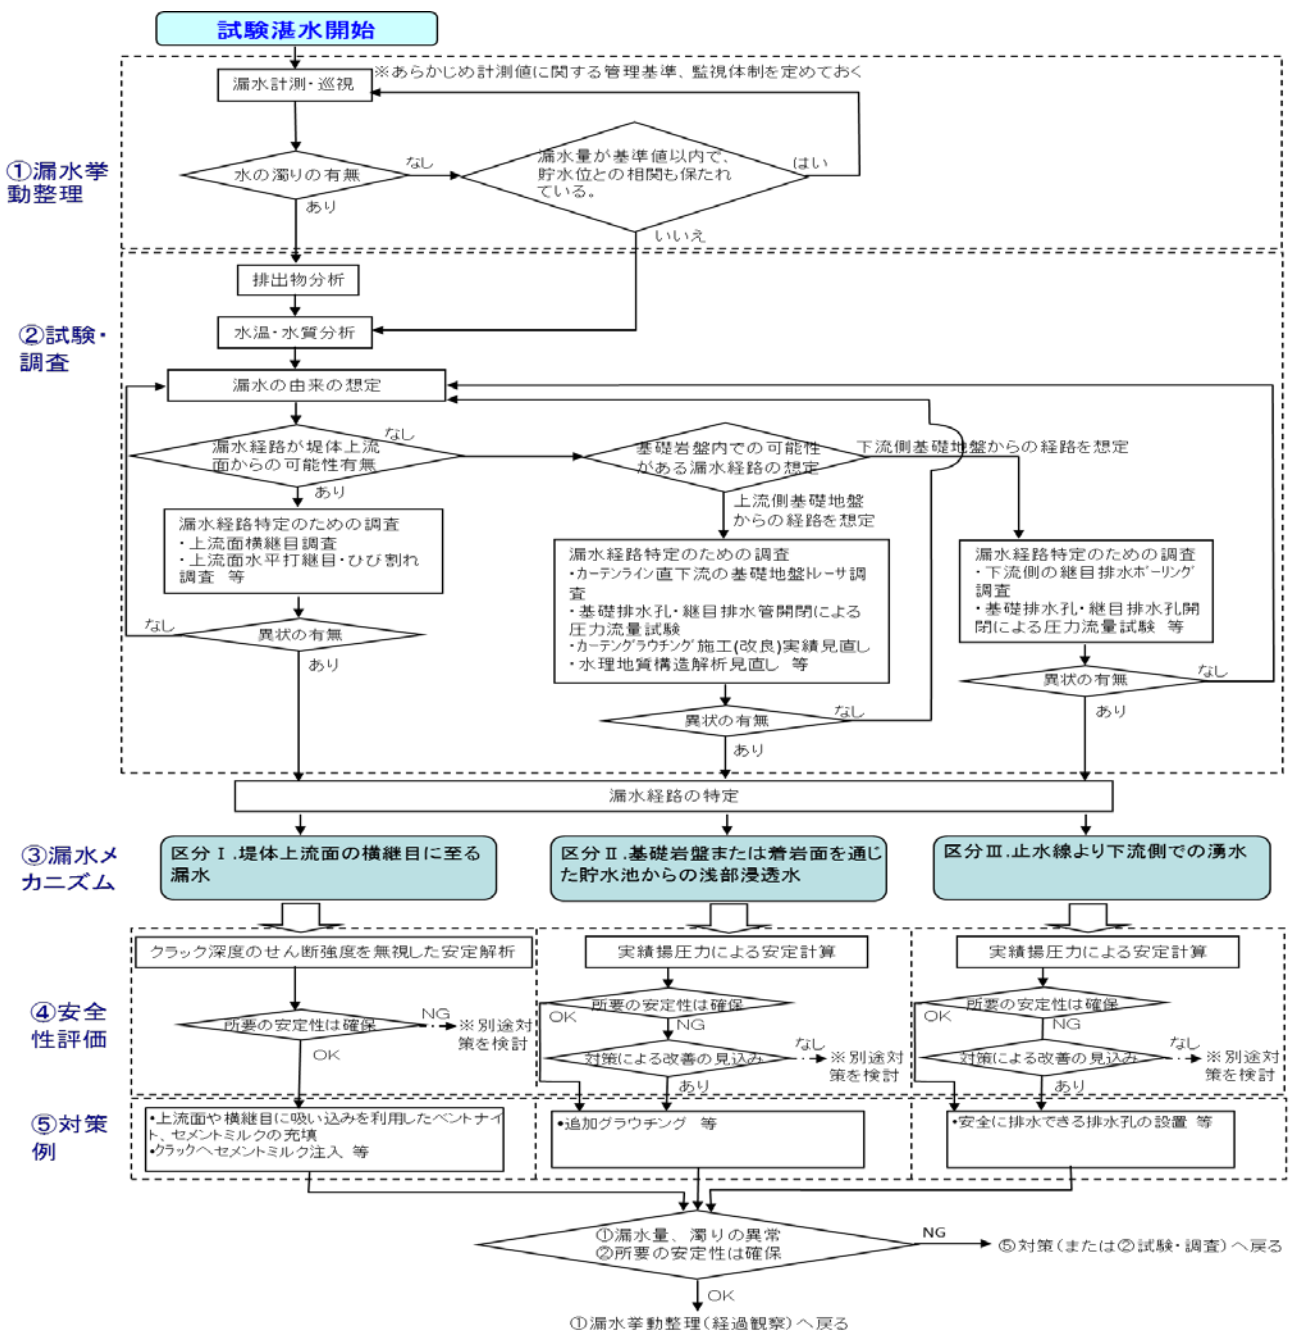 試験湛水開始
※あらかじめ計測値に関する管理基準、監視体制を定めておく
漏水計測・巡視
①漏水挙
動整理
水の濁りの有無
なし
漏水量が基準値以内で、
貯水位との相関も保たれ
ている。
はい
あり
いいえ
②試験・
調査
排出物分析
水温・水質分析
漏水の由来の想定
漏水経路が堤体上流
面からの可能性有無
なし
基礎岩盤内での可能性
がある漏水経路の想定
下流側基礎地盤からの経路を想定
あり
上流側基礎地盤
からの経路を想定
漏水経路特定のための調査
・上流面横継目調査
・上流面水平打継目・ひび割れ
調査 等
漏水経路特定のための調査
・カーテンライン直下流の基礎地盤トレーサ調
査
・基礎排水孔・継目排水管開閉による
圧力流量試験
・カーテングラウチング施工(改良)実績見直し
・水理地質構造解析見直し 等
漏水経路特定のための調査
・下流側の継目排水ボーリング
調査
・基礎排水孔・継目排水孔開
閉による圧力流量試験 等
なし
異状の有無
あり
異状の有無
なし
あり
異状の有無
なし
あり
漏水経路の特定
③漏水メ
カニズム
区分Ⅰ.堤体上流面の横継目に至る
漏水
区分Ⅱ.基礎岩盤または着岩面を通じ
た貯水池からの浅部浸透水
区分Ⅲ.止水線より下流側での湧水
④安全
性評価
クラック深度のせん断強度を無視した安定解析
所要の安定性は確保
NG
※別途対
策を検討
OK
実績揚圧力による安定計算
所要の安定性は確保
OK
NG
対策による改善の見込み
なし
※別途対
策を検討
あり
実績揚圧力による安定計算
所要の安定性は確保
OK
NG
対策による改善の見込み
なし
※別途対
策を検討
あり
⑤対策
例
・上流面や横継目に吸い込みを利用したベントナイ
ト、セメントミルクの充填
・クラックへセメントミルク注入 等
・追加グラウチング 等
・安全に排水できる排水孔の設置 等
①漏水量、濁りの異常
②所要の安定性は確保
NG
⑤対策(または②試験・調査)へ戻る
OK
①漏水挙動整理(経過観察)へ戻る